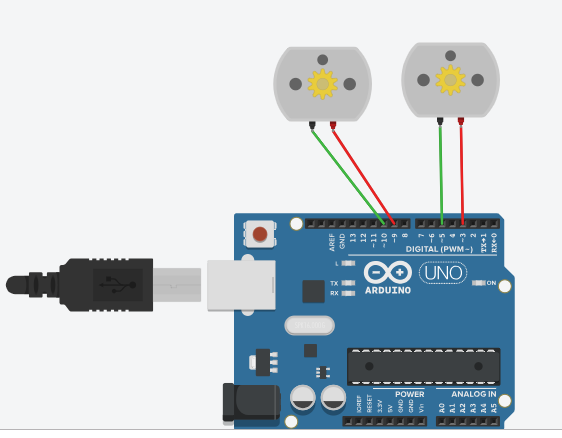 AREF
GND
13
12
~11
~10
~9
8
7
~6
~5
4
~3
2
TX→1
RX←0
DIGITAL (PWM~)
L
TX
RX
UNO
ARDUINO
ON
POWER
ANALOG IN
IOREF
RESET
3.3V
5V
GND
GND
Vin
A0
A1
A2
A3
A4
A5